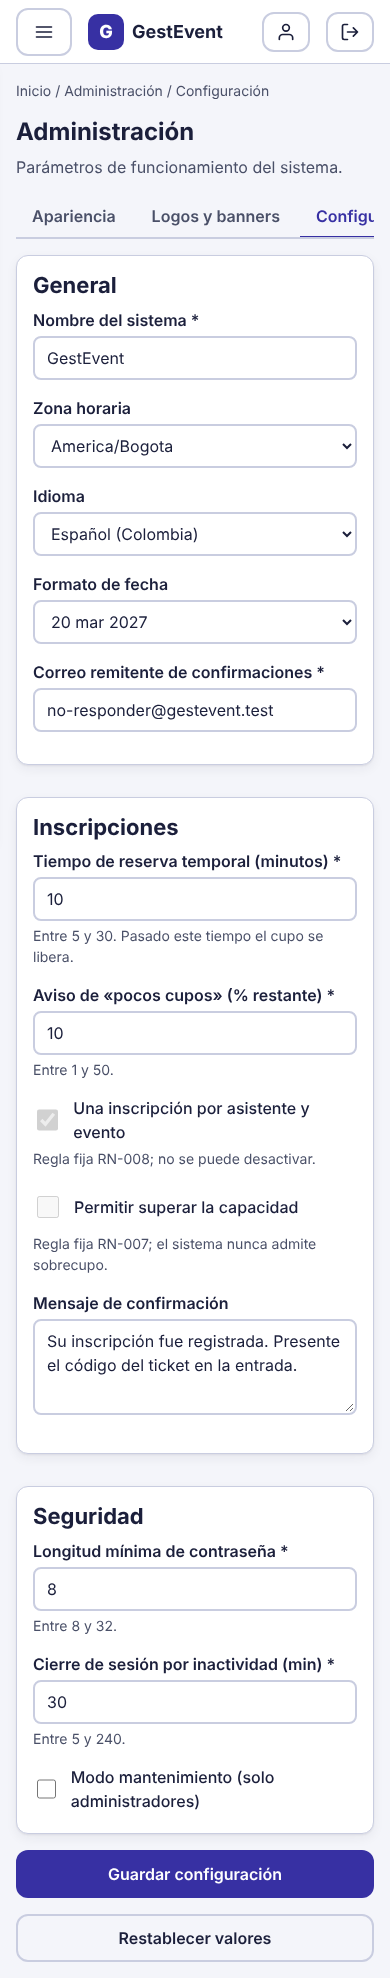 G GestEvent
Inicio / Administración / Configuración
Administración
Parámetros de funcionamiento del sistema.
Apariencia Logos y banners Configu
General
Nombre del sistema *
GestEvent
Zona horaria
America/Bogota
Idioma
Español (Colombia)
Formato de fecha
20 mar 2027
Correo remitente de confirmaciones *
no-responder@gestevent.test
Inscripciones
Tiempo de reserva temporal (minutos) *
10
Entre 5 y 30. Pasado este tiempo el cupo se
libera.
Aviso de «pocos cupos» (% restante) *
10
Entre 1 y 50.
Una inscripción por asistente y
evento
Regla fija RN-008; no se puede desactivar.
Permitir superar la capacidad
Regla fija RN-007; el sistema nunca admite
sobrecupo.
Mensaje de confirmación
Su inscripción fue registrada. Presente
el código del ticket en la entrada.
Seguridad
Longitud mínima de contraseña *
8
Entre 8 y 32.
Cierre de sesión por inactividad (min) *
30
Entre 5 y 240.
Modo mantenimiento (solo
administradores)
Guardar configuración
Restablecer valores